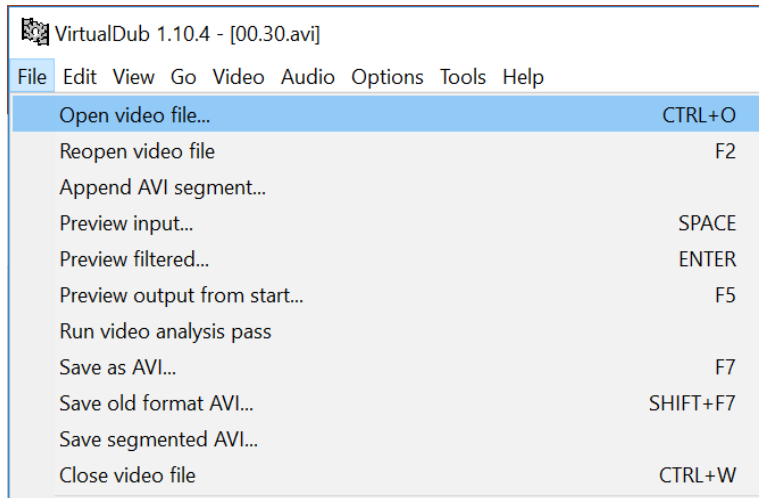 VirtualDub 1.10.4 - [00.30.avi]
File Edit View Go Video Audio Options Tools Help
Open video file... CTRL+O
Reopen video file F2
Append AVI segment...
Preview input... SPACE
Preview filtered... ENTER
Preview output from start... F5
Run video analysis pass
Save as AVI... F7
Save old format AVI... SHIFT+F7
Save segmented AVI...
Close video file CTRL+W